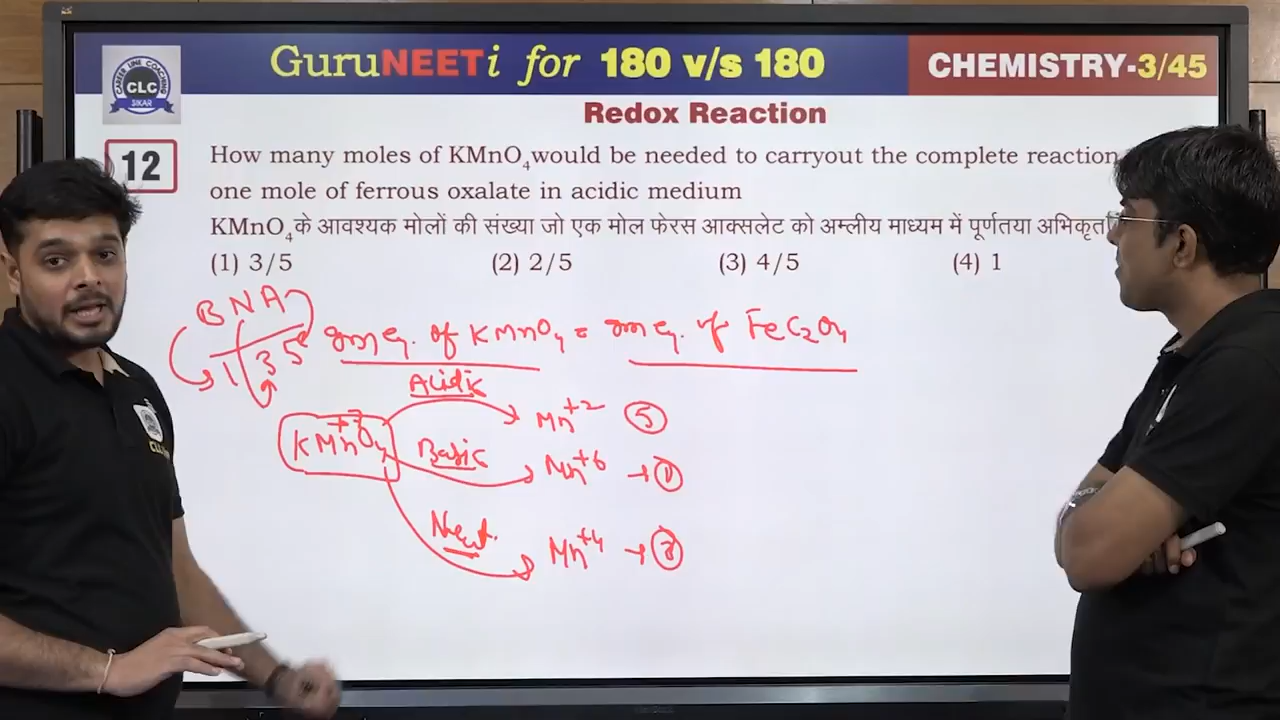 GuruNEETi for 180 v/s 180
CHEMISTRY-3/45
CAREER LINE COACHING
CLC
SIKAR
Redox Reaction
12
How many moles of KMnO4 would be needed to carryout the complete reaction
one mole of ferrous oxalate in acidic medium
KMnO4 के आवश्यक मोलों की संख्या जो एक मोल फेरस आक्सलेट को अम्लीय माध्यम में पूर्णतया
(1) 3/5 (2) 2/5 (3) 4/5 (4) 1
B N A
1 3 5
meq. of KMnO4 = meq. of FeC2O4
Acidic
Mn+2 5
+7
KMnO4
Basic
Mn+6 → 1
Neut.
Mn+4 → 3
CLC